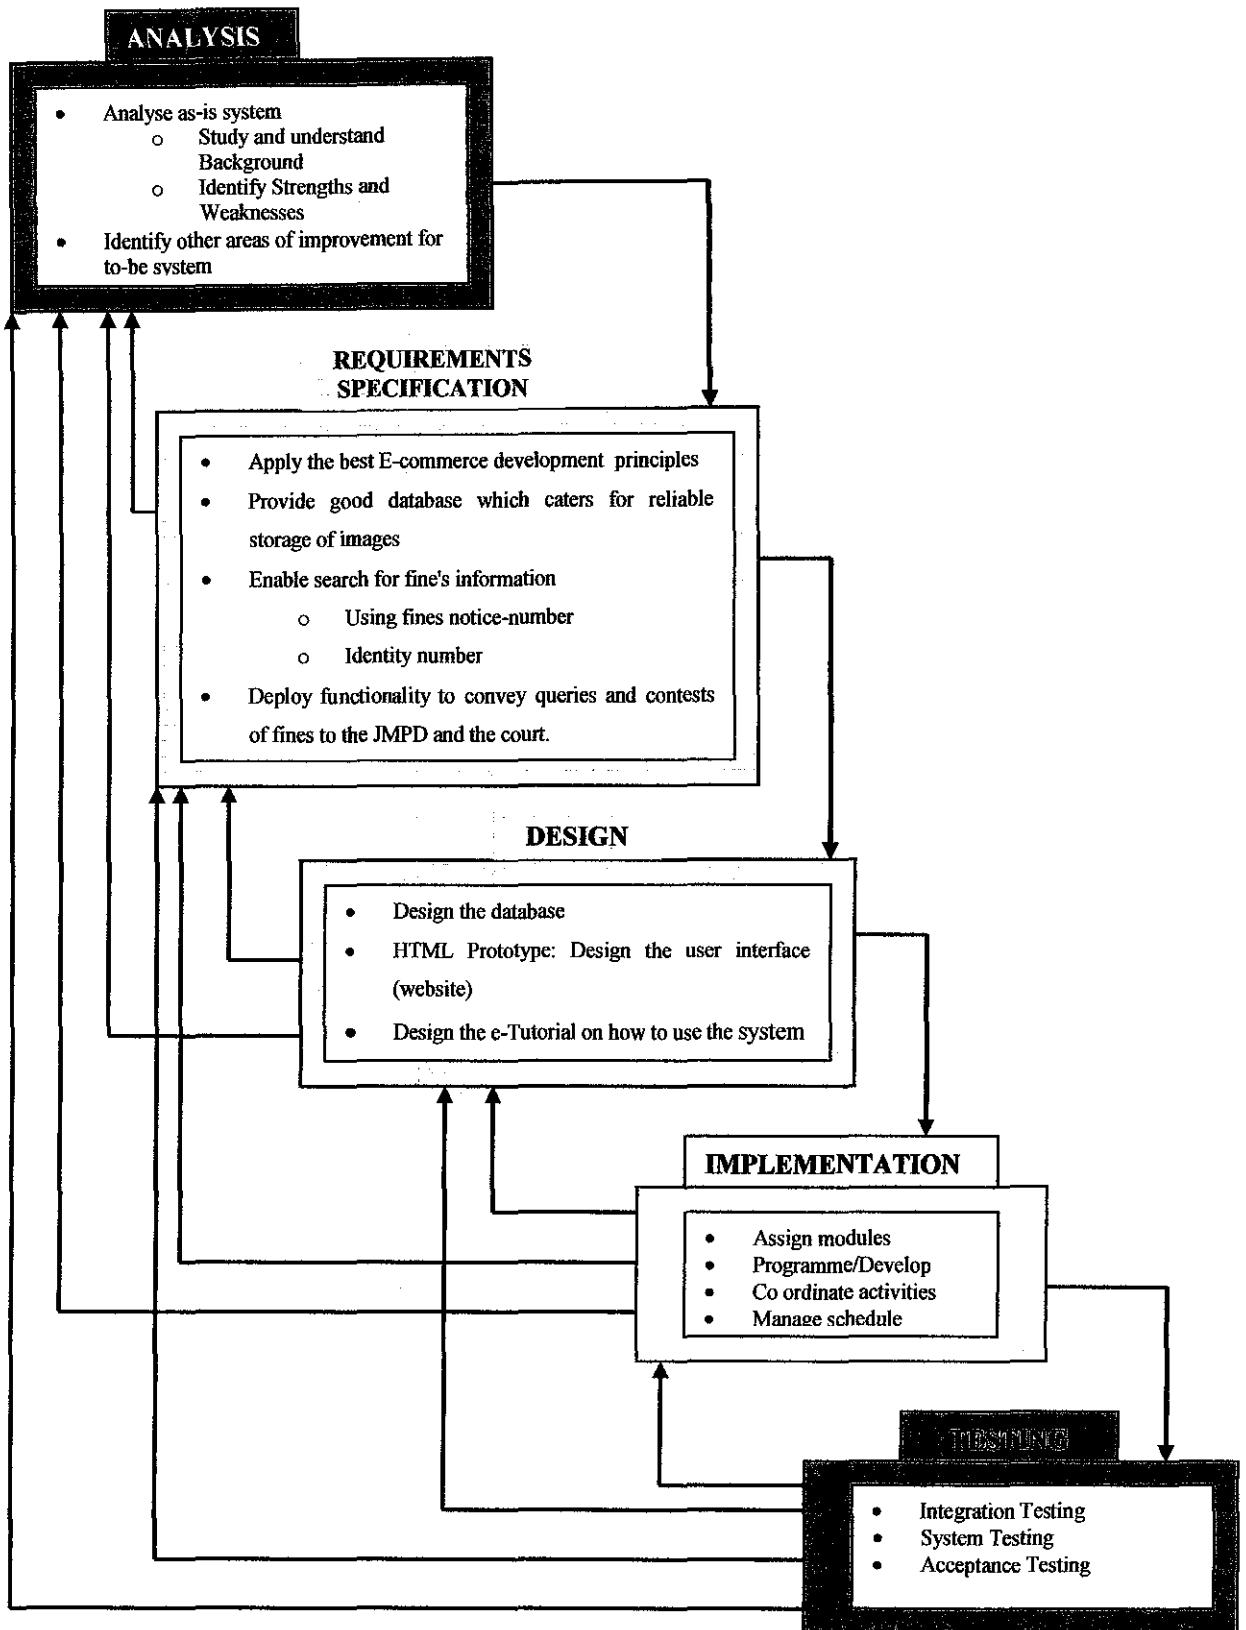 ANALYSIS
• Analyse as-is system
o Study and understand
Background
o Identify Strengths and
Weaknesses
• Identify other areas of improvement for
to-be system
REQUIREMENTS
SPECIFICATION
• Apply the best E-commerce development principles
• Provide good database which caters for reliable
storage of images
• Enable search for fine's information
o Using fines notice-number
o Identity number
• Deploy functionality to convey queries and contests
of fines to the JMPD and the court.
DESIGN
• Design the database
• HTML Prototype: Design the user interface
(website)
• Design the e-Tutorial on how to use the system
IMPLEMENTATION
• Assign modules
• Programme/Develop
• Co ordinate activities
• Manage schedule
TESTING
• Integration Testing
• System Testing
• Acceptance Testing